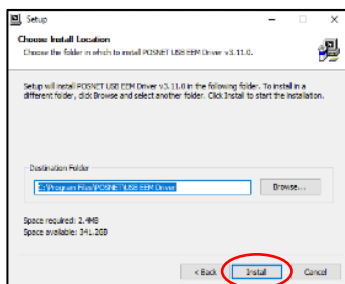 Setup
Choose Install Location
Choose the folder in which to install POSNET USB EEM Driver v3.11.0.
Setup will install POSNET USB EEM Driver v3.11.0 in the following folder. To install in a
different folder, click Browse and select another folder. Click Install to start the installation.
Destination Folder
C:\Program Files\POSNET\USB EEM Driver
Browse...
Space required: 2.4MB
Space available: 341.2GB
< Back
Install
Cancel